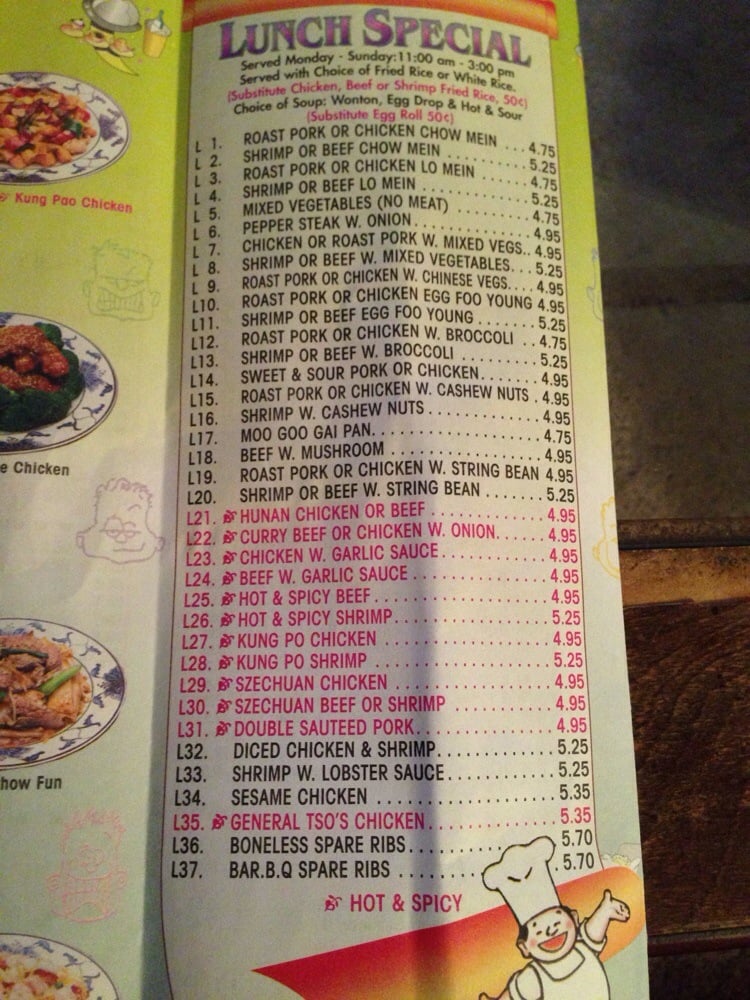 Kung Pao Chicken
e Chicken
how Fun
LUNCH SPECIAL
Served Monday - Sunday:11:00 am - 3:00 pm
Served with Choice of Fried Rice or White Rice.
(Substitute Chicken, Beef or Shrimp Fried Rice, 50¢)
Choice of Soup: Wonton, Egg Drop & Hot & Sour
(Substitute Egg Roll 50¢)
L 1. ROAST PORK OR CHICKEN CHOW MEIN ... 4.75
L 2. SHRIMP OR BEEF CHOW MEIN .......... 5.25
L 3. ROAST PORK OR CHICKEN LO MEIN ...... 4.75
L 4. SHRIMP OR BEEF LO MEIN ............. 5.25
L 5. MIXED VEGETABLES (NO MEAT) ......... 4.75
L 6. PEPPER STEAK W. ONION.............. 4.95
L 7. CHICKEN OR ROAST PORK W. MIXED VEGS.. 4.95
L 8. SHRIMP OR BEEF W. MIXED VEGETABLES... 5.25
L 9. ROAST PORK OR CHICKEN W. CHINESE VEGS.... 4.95
L10. ROAST PORK OR CHICKEN EGG FOO YOUNG 4.95
L11. SHRIMP OR BEEF EGG FOO YOUNG ....... 5.25
L12. ROAST PORK OR CHICKEN W. BROCCOLI .. 4.75
L13. SHRIMP OR BEEF W. BROCCOLI ......... 5.25
L14. SWEET & SOUR PORK OR CHICKEN....... 4.95
L15. ROAST PORK OR CHICKEN W. CASHEW NUTS . 4.95
L16. SHRIMP W. CASHEW NUTS ............. 4.95
L17. MOO GOO GAI PAN.................... 4.75
L18. BEEF W. MUSHROOM .................. 4.95
L19. ROAST PORK OR CHICKEN W. STRING BEAN 4.95
L20. SHRIMP OR BEEF W. STRING BEAN ....... 5.25
L21. HUNAN CHICKEN OR BEEF .............. 4.95
L22. CURRY BEEF OR CHICKEN W. ONION...... 4.95
L23. CHICKEN W. GARLIC SAUCE ............ 4.95
L24. BEEF W. GARLIC SAUCE ............... 4.95
L25. HOT & SPICY BEEF ................... 4.95
L26. HOT & SPICY SHRIMP................. 5.25
L27. KUNG PO CHICKEN ................... 4.95
L28. KUNG PO SHRIMP .................... 5.25
L29. SZECHUAN CHICKEN .................. 4.95
L30. SZECHUAN BEEF OR SHRIMP ........... 4.95
L31. DOUBLE SAUTEED PORK............... 4.95
L32. DICED CHICKEN & SHRIMP............ 5.25
L33. SHRIMP W. LOBSTER SAUCE........... 5.25
L34. SESAME CHICKEN ................... 5.35
L35. GENERAL TSO'S CHICKEN............. 5.35
L36. BONELESS SPARE RIBS............... 5.70
L37. BAR.B.Q SPARE RIBS ............... 5.70
HOT & SPICY